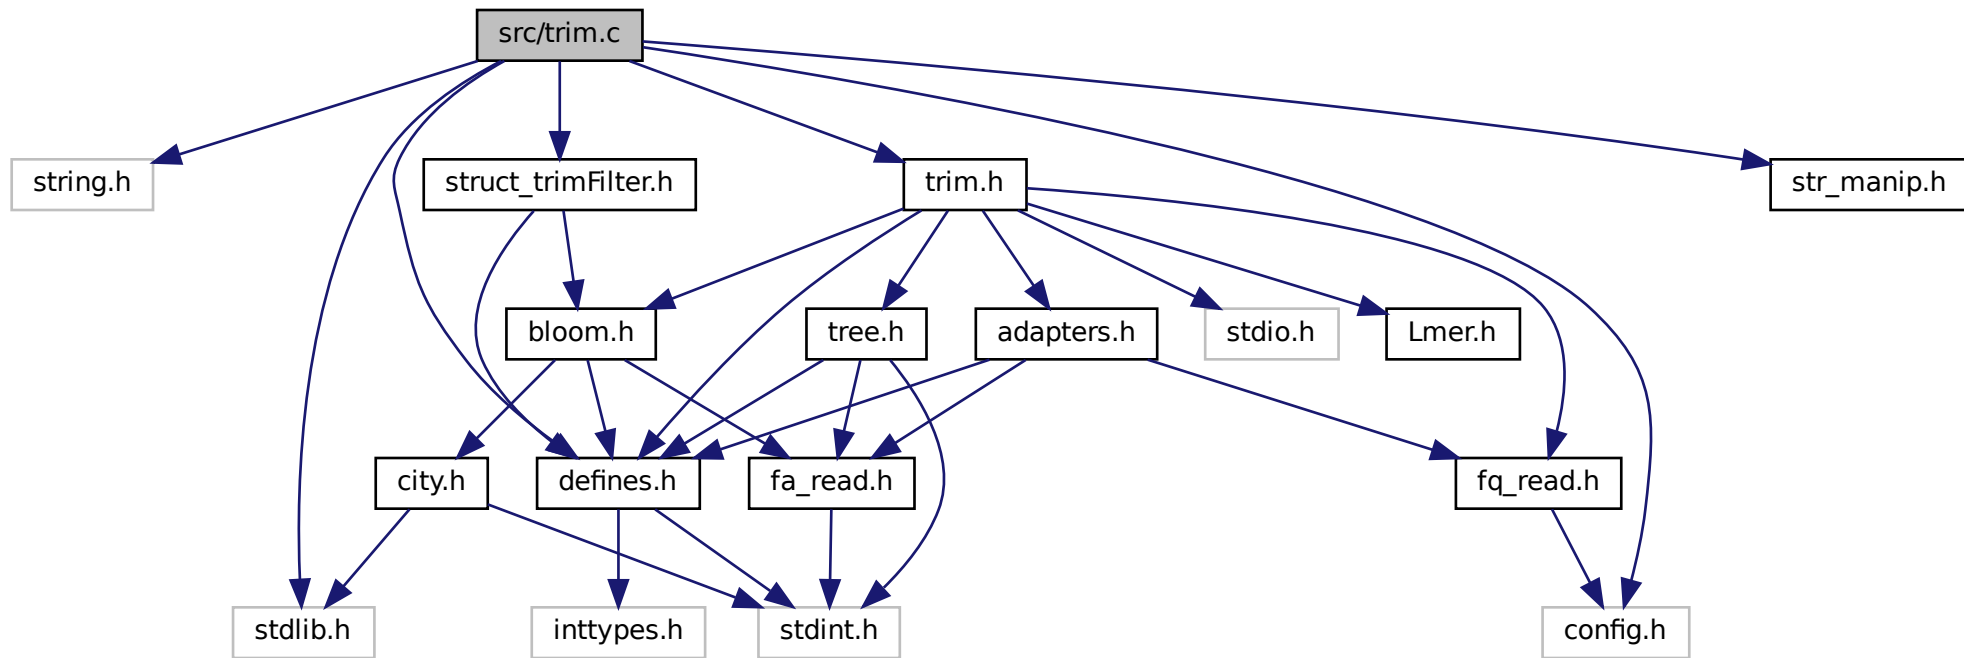 src/trim.c
string.h
struct_trimFilter.h
trim.h
str_manip.h
bloom.h
tree.h
adapters.h
stdio.h
Lmer.h
city.h
defines.h
fa_read.h
fq_read.h
stdlib.h
inttypes.h
stdint.h
config.h